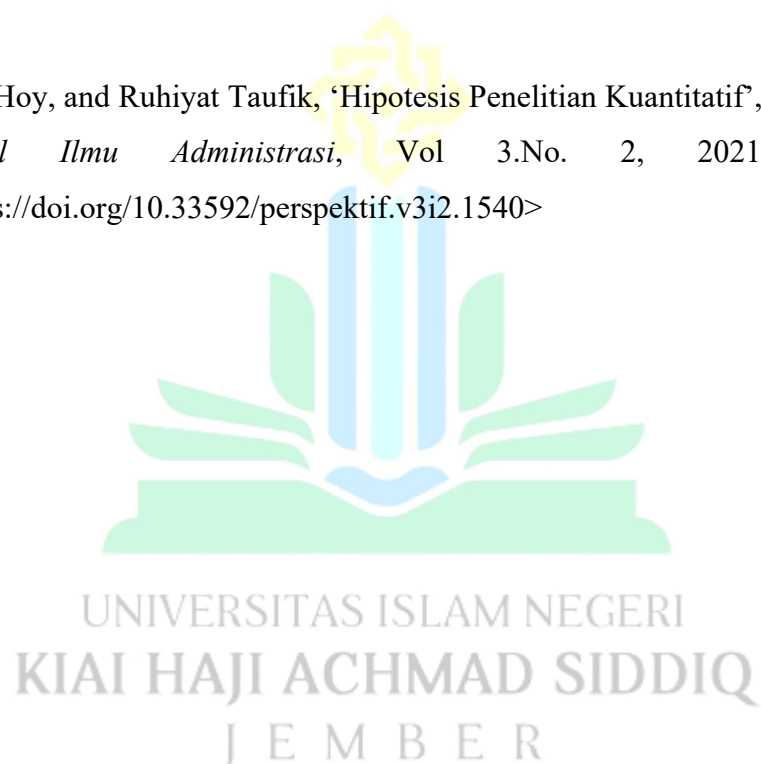 Hoy, and Ruhiyat Taufik, ‘Hipotesis Penelitian Kuantitatif’,
l Ilmu Administrasi, Vol 3.No. 2, 2021
s://doi.org/10.33592/perspektif.v3i2.1540>
UNIVERSITAS ISLAM NEGERI
KIAI HAJI ACHMAD SIDDIQ
JEMBER